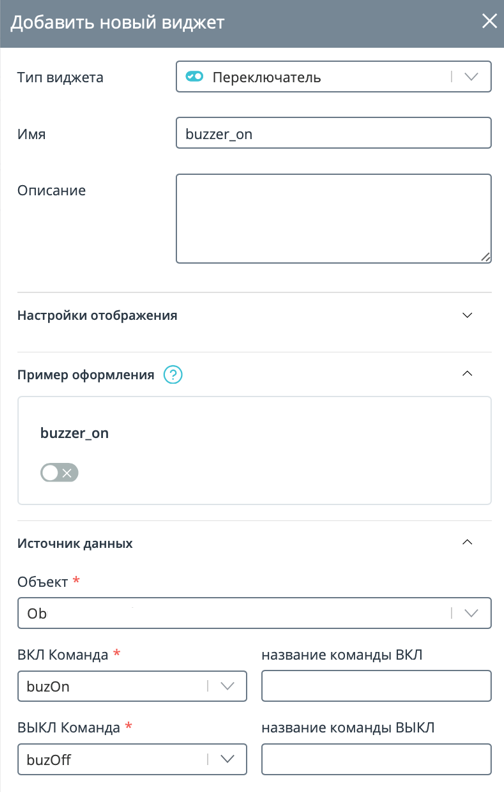 Добавить новый виджет
Тип виджета Переключатель
Имя buzzer_on
Описание
Настройки отображения
Пример оформления ?
buzzer_on
Источник данных
Объект *
Ob
ВКЛ Команда * название команды ВКЛ
buzOn
ВЫКЛ Команда * название команды ВЫКЛ
buzOff